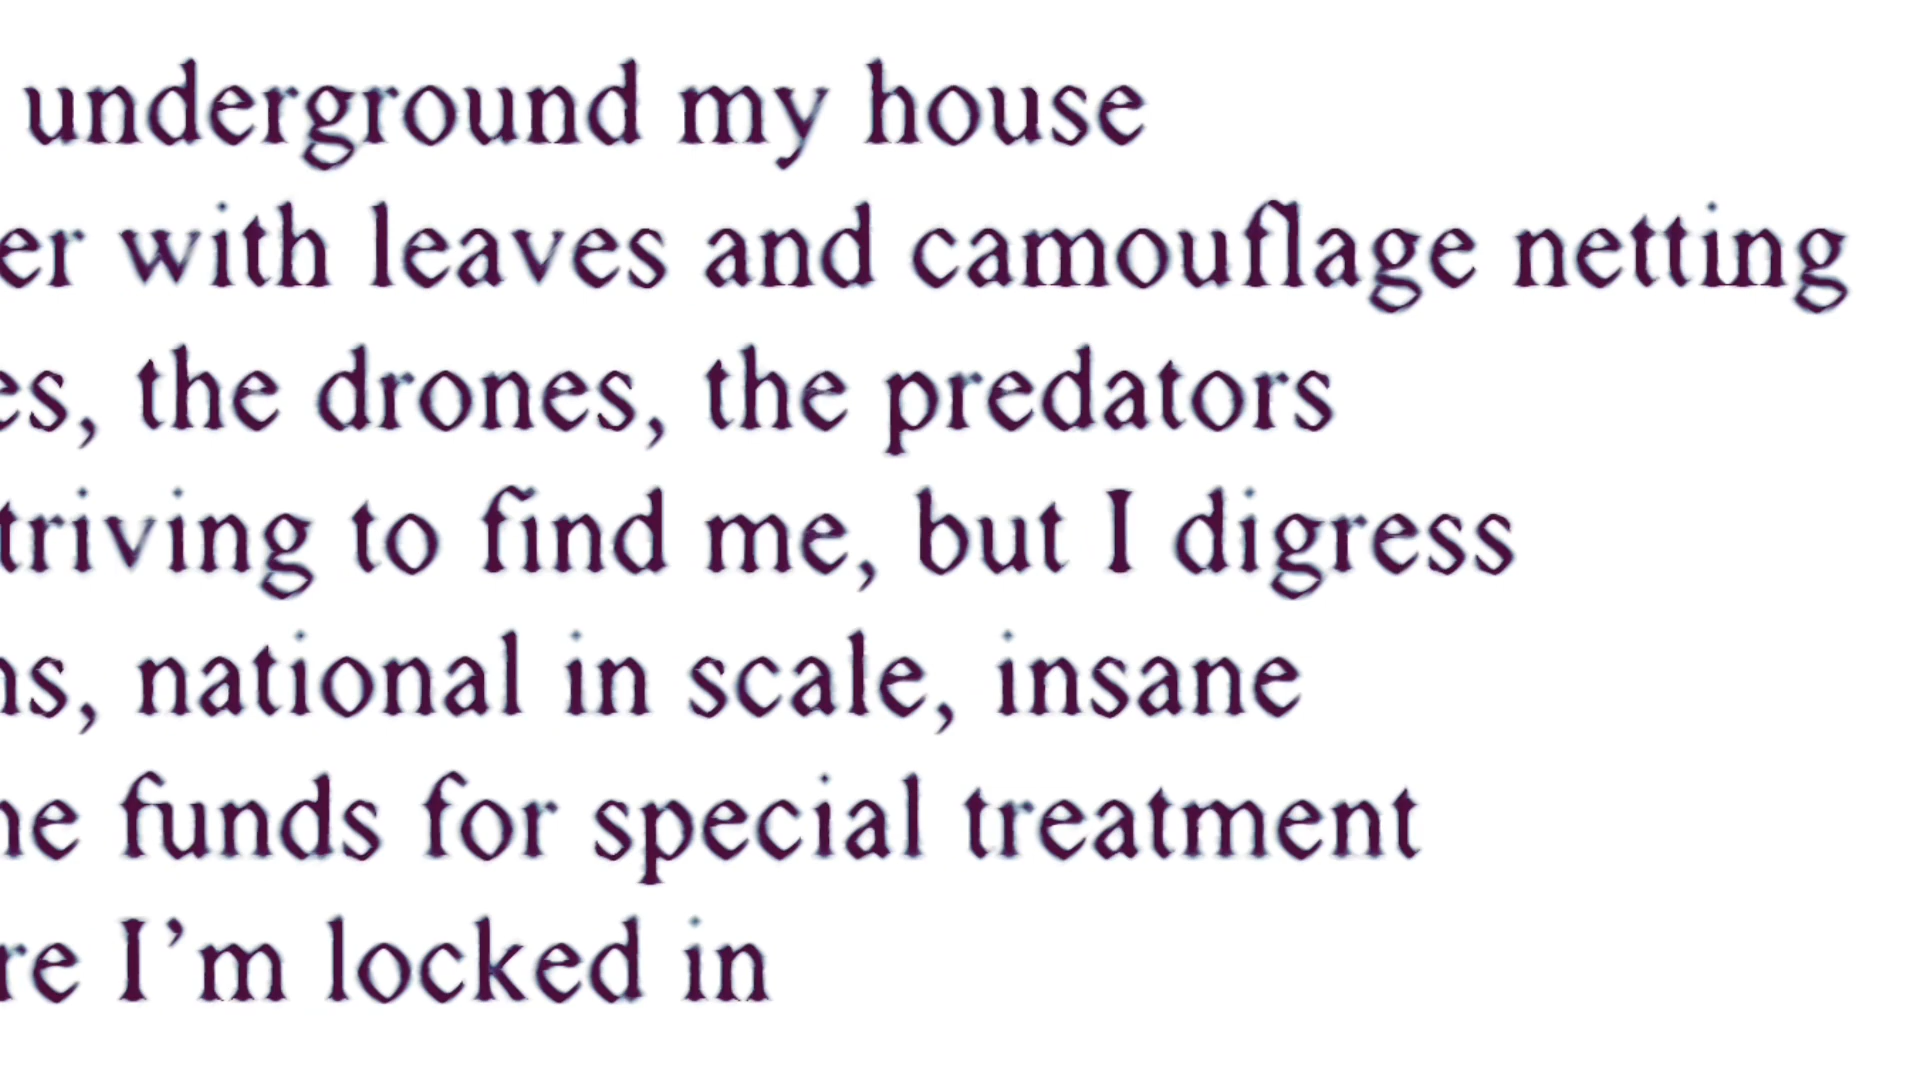 underground my house
er with leaves and camouflage netting
es, the drones, the predators
triving to find me, but I digress
ns, national in scale, insane
he funds for special treatment
re I'm locked in